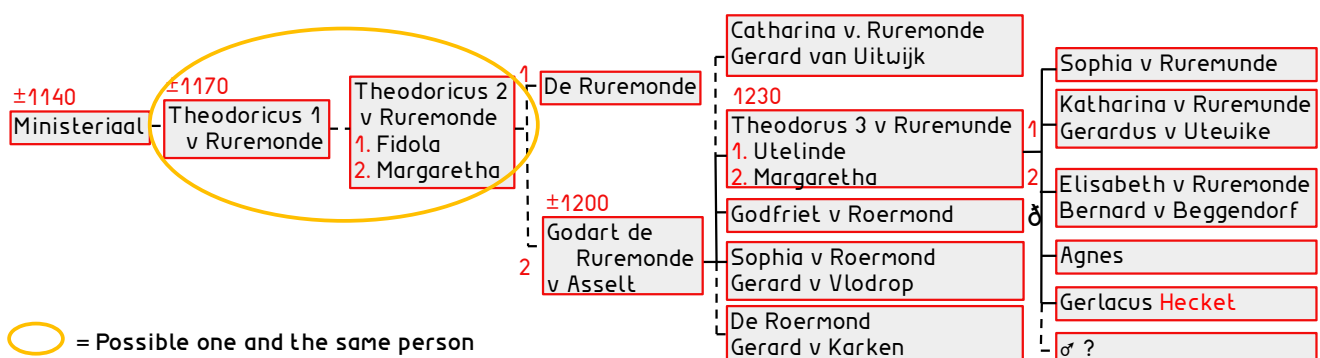 ±1140
Ministeriaal
±1170
Theodoricus 1
v Ruremonde
Theodoricus 2
v Ruremonde
1. Fidola
2. Margaretha
1
De Ruremonde
±1200
2
Godart de
Ruremonde
v Asselt
Catharina v. Ruremonde
Gerard van Uitwijk
1230
Theodorus 3 v Ruremunde
1. Utelinde
2. Margaretha
Godfriet v Roermond
Sophia v Roermond
Gerard v Vlodrop
De Roermond
Gerard v Karken
Sophia v Ruremunde
1
Katharina v Ruremunde
Gerardus v Utewike
2
Elisabeth v Ruremonde
Bernard v Beggendorf
ð
Agnes
Gerlacus Hecket
♂ ?
= Possible one and the same person